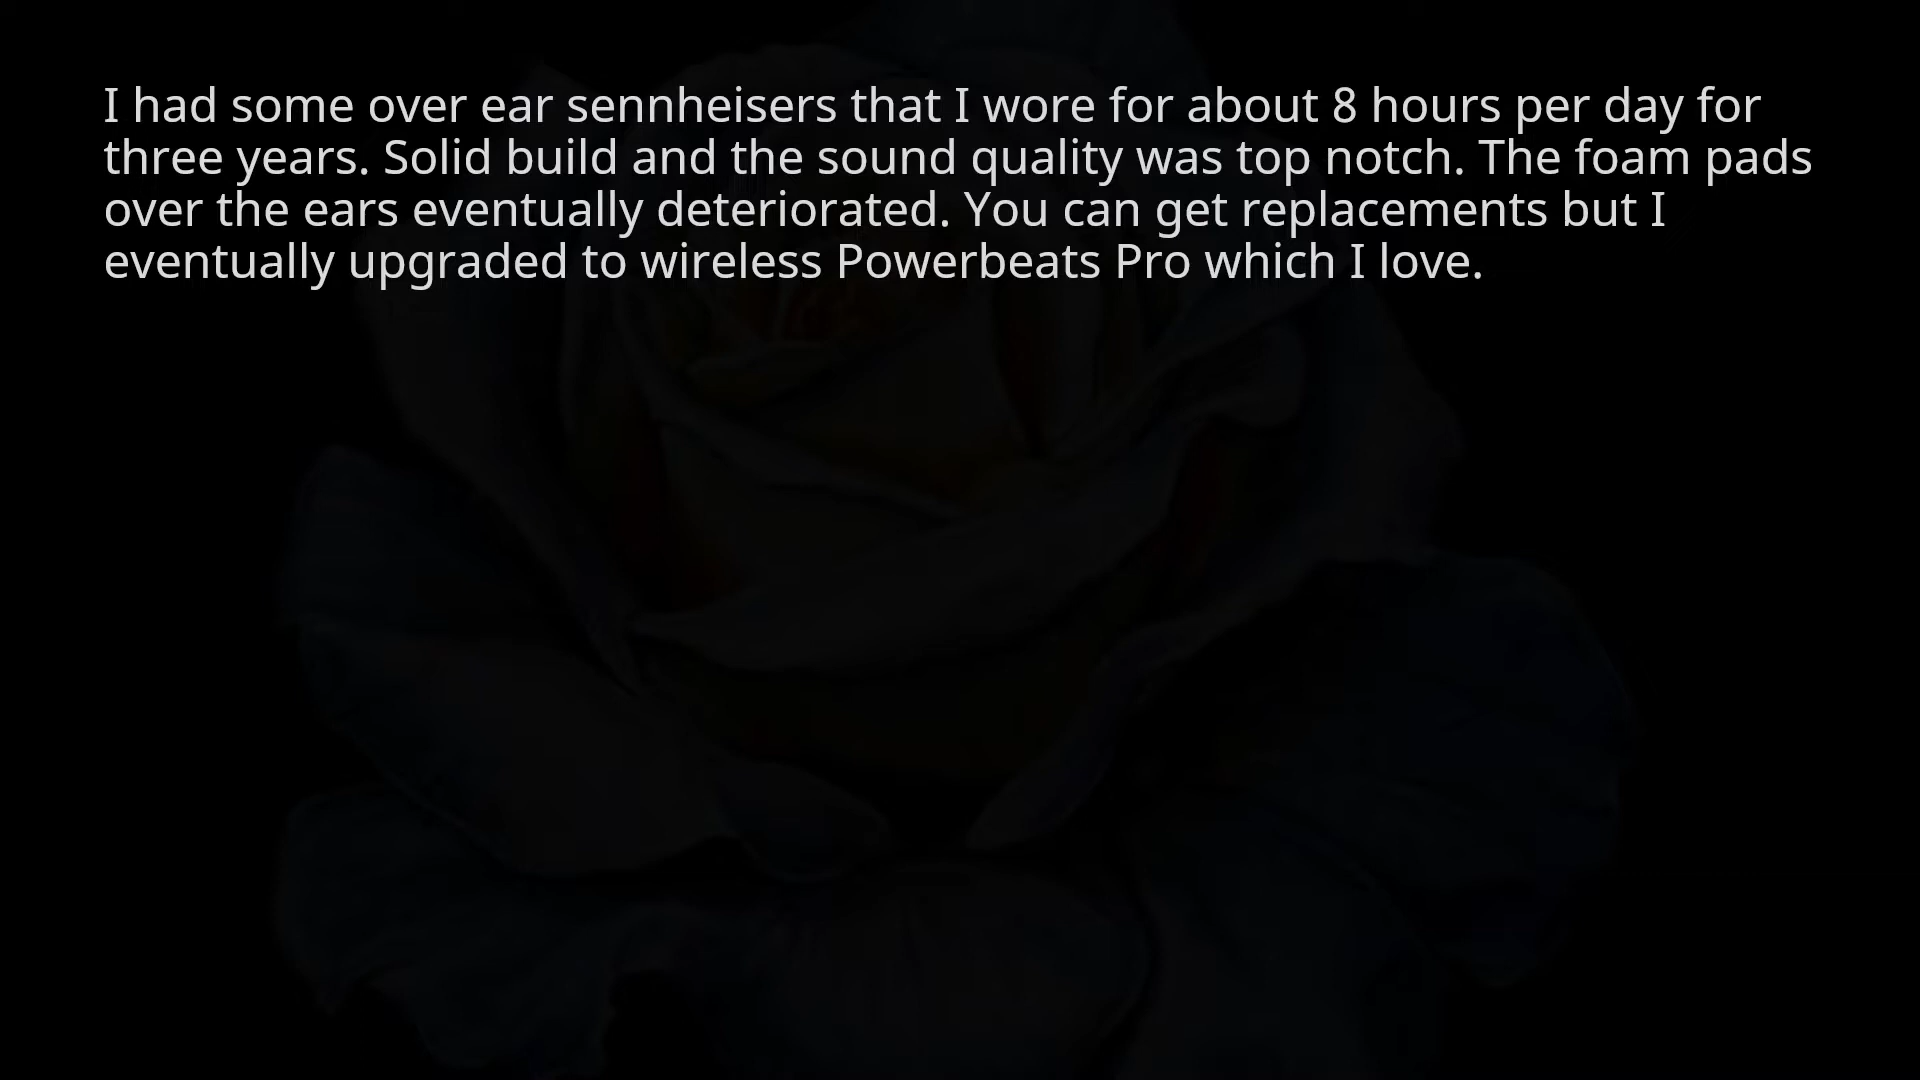 I had some over ear sennheisers that I wore for about 8 hours per day for
three years. Solid build and the sound quality was top notch. The foam pads
over the ears eventually deteriorated. You can get replacements but I
eventually upgraded to wireless Powerbeats Pro which I love.